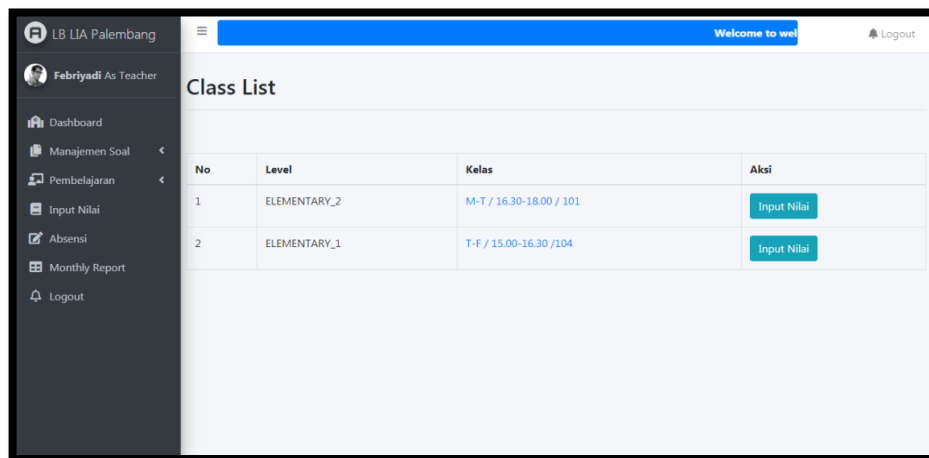 LB LIA Palembang
Welcome to wel
Logout
Febriyadi As Teacher
Class List
Dashboard
Manajemen Soal
Pembelajaran
Input Nilai
Absensi
Monthly Report
Logout
No Level Kelas Aksi
1 ELEMENTARY_2 M-T / 16.30-18.00 / 101 Input Nilai
2 ELEMENTARY_1 T-F / 15.00-16.30 /104 Input Nilai